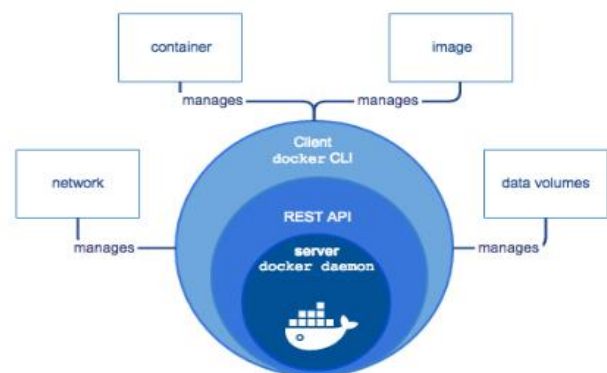 container
image
manages
manages
Client
docker CLI
network
data volumes
REST API
manages
manages
server
docker daemon